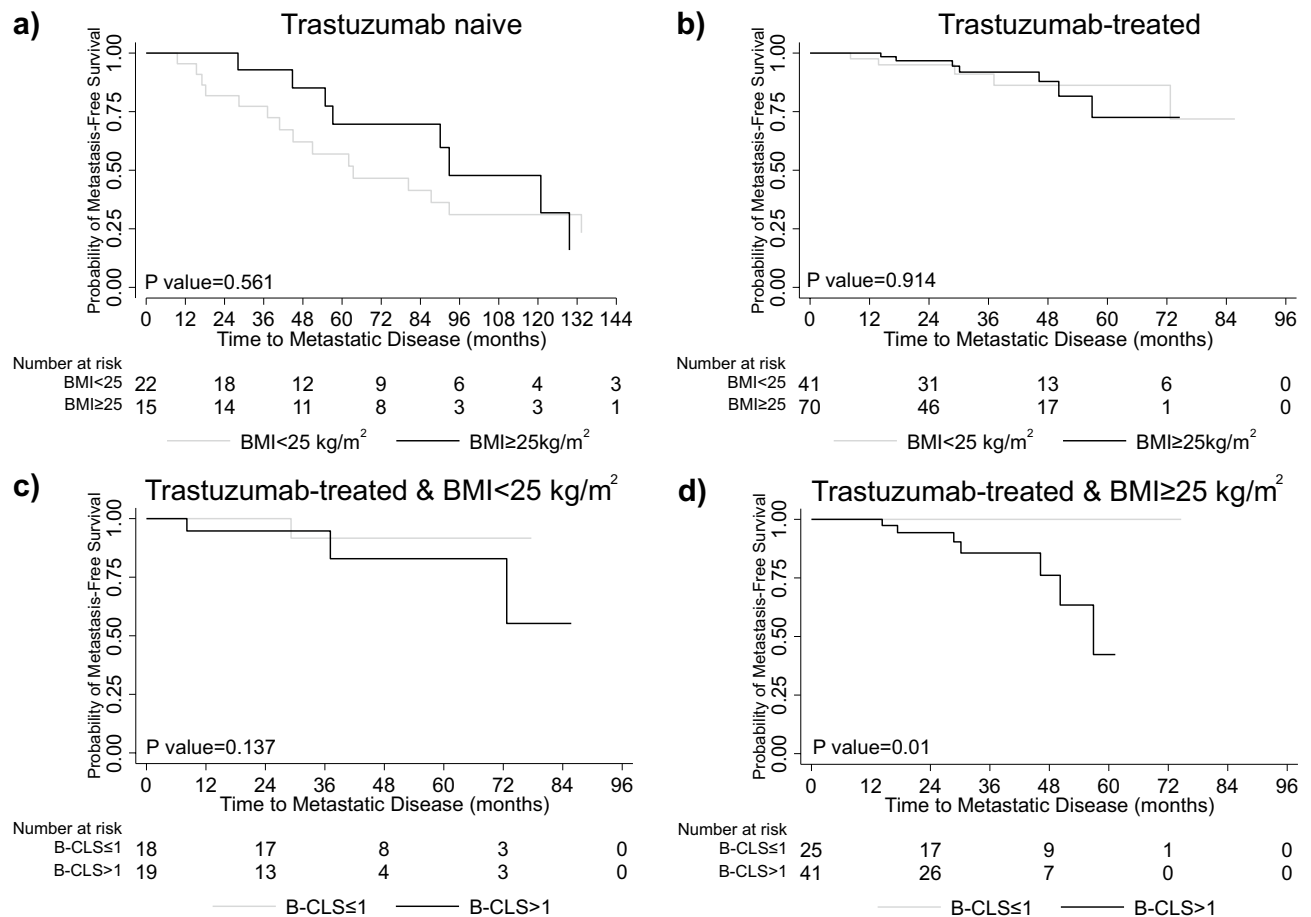 a) Trastuzumab naive
Probability of Metastasis-Free Survival
1.00
0.75
0.50
0.25
0.00
P value=0.561
0 12 24 36 48 60 72 84 96 108 120 132 144
Time to Metastatic Disease (months)
Number at risk
BMI<25 22 18 12 9 6 4 3
BMI≥25 15 14 11 8 3 3 1
BMI<25 kg/m²
BMI≥25kg/m²
b) Trastuzumab-treated
Probability of Metastasis-Free Survival
1.00
0.75
0.50
0.25
0.00
P value=0.914
0 12 24 36 48 60 72 84 96
Time to Metastatic Disease (months)
Number at risk
BMI<25 41 31 13 6 0
BMI≥25 70 46 17 1 0
BMI<25 kg/m²
BMI≥25kg/m²
c) Trastuzumab-treated & BMI<25 kg/m²
Probability of Metastasis-Free Survival
1.00
0.75
0.50
0.25
0.00
P value=0.137
0 12 24 36 48 60 72 84 96
Time to Metastatic Disease (months)
Number at risk
B-CLS≤1 18 17 8 3 0
B-CLS>1 19 13 4 3 0
B-CLS≤1
B-CLS>1
d) Trastuzumab-treated & BMI≥25 kg/m²
Probability of Metastasis-Free Survival
1.00
0.75
0.50
0.25
0.00
P value=0.01
0 12 24 36 48 60 72 84 96
Time to Metastatic Disease (months)
Number at risk
B-CLS≤1 25 17 9 1 0
B-CLS>1 41 26 7 0 0
B-CLS≤1
B-CLS>1